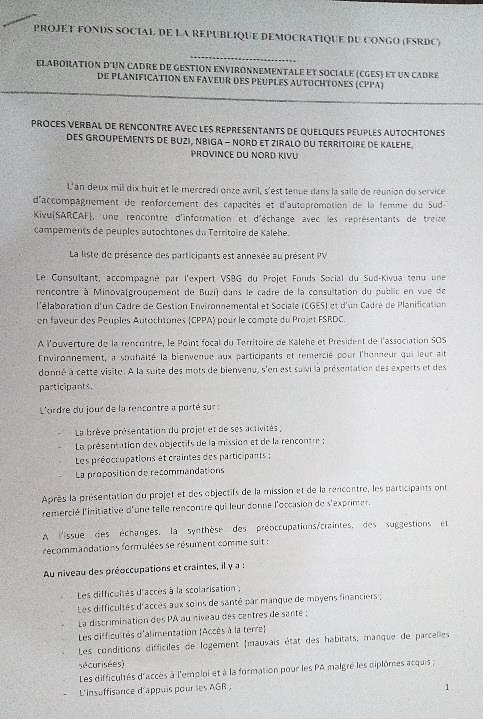 PROJET FONDS SOCIAL DE LA REPUBLIQUE DEMOCRATIQUE DU CONGO (FSRDC)
------------------------
ELABORATION D'UN CADRE DE GESTION ENVIRONNEMENTALE ET SOCIALE (CGES) ET UN CADRE
DE PLANIFICATION EN FAVEUR DES PEUPLES AUTOCHTONES (CPPA)
PROCES VERBAL DE RENCONTRE AVEC LES REPRESENTANTS DE QUELQUES PEUPLES AUTOCHTONES
DES GROUPEMENTS DE BUZI, NBIGA – NORD ET ZIRALO DU TERRITOIRE DE KALEHE,
PROVINCE DU NORD KIVU
L'an deux mil dix huit et le mercredi onze avril, s'est tenue dans la salle de réunion du service
d'accompagnement de renforcement des capacités et d'autopromotion de la femme du Sud-
Kivu(SARCAF), une rencontre d'information et d'échange avec les représentants de treize
campements de peuples autochtones du Territoire de Kalehe.
La liste de présence des participants est annexée au présent PV
Le Consultant, accompagné par l'expert VSBG du Projet Fonds Social du Sud-Kivua tenu une
rencontre à Minova(groupement de Buzi) dans le cadre de la consultation du public en vue de
l'élaboration d'un Cadre de Gestion Environnemental et Sociale (CGES) et d'un Cadre de Planification
en faveur des Peuples Autochtones (CPPA) pour le compte du Projet FSRDC.
A l'ouverture de la rencontre, le Point focal du Territoire de Kalehe et Président de l'association SOS
Environnement, a souhaité la bienvenue aux participants et remercié pour l'honneur qui leur ait
donné à cette visite. A la suite des mots de bienvenu, s'en est suivi la présentation des experts et des
participants.
L'ordre du jour de la rencontre a porté sur :
- La brève présentation du projet et de ses activités ;
- La présentation des objectifs de la mission et de la rencontre ;
Les préoccupations et craintes des participants ;
- La proposition de recommandations
Après la présentation du projet et des objectifs de la mission et de la rencontre, les participants ont
remercié l'initiative d'une telle rencontre qui leur donne l'occasion de s'exprimer.
A l'issue des échanges, la synthèse des préoccupations/craintes, des suggestions et
recommandations formulées se résument comme suit :
Au niveau des préoccupations et craintes, il y a :
- Les difficultés d'accès à la scolarisation ;
- Les difficultés d'accès aux soins de santé par manque de moyens financiers ;
- La discrimination des PA au niveau des centres de santé ;
Les difficultés d'alimentation (Accès à la terre)
- Les conditions difficiles de logement (mauvais état des habitats, manque de parcelles
sécurisées)
Les difficultés d'accès à l'emploi et à la formation pour les PA malgré les diplômes acquis ;
- L'insuffisance d'appuis pour les AGR ;
1